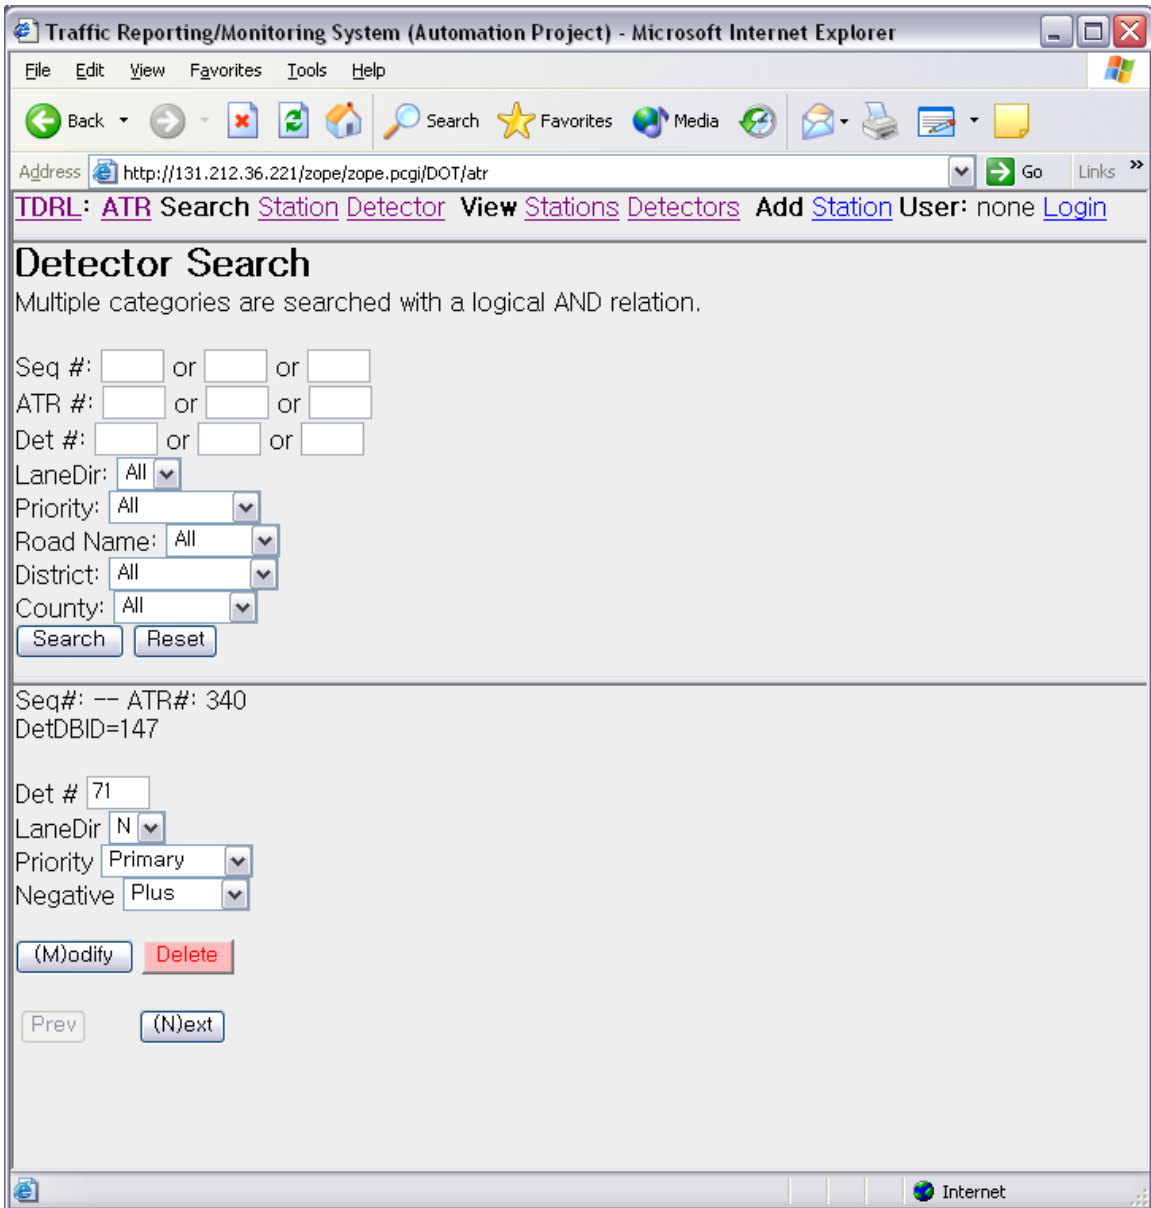 Traffic Reporting/Monitoring System (Automation Project) - Microsoft Internet Explorer
File Edit View Favorites Tools Help
Back Search Favorites Media
Address http://131.212.36.221/zope/zope.pcgi/DOT/atr Go Links »
TDRL: ATR Search Station Detector View Stations Detectors Add Station User: none Login
Detector Search
Multiple categories are searched with a logical AND relation.
Seq #: or or
ATR #: or or
Det #: or or
LaneDir: All
Priority: All
Road Name: All
District: All
County: All
Search Reset
Seq#: -- ATR#: 340
DetDBID=147
Det # 71
LaneDir N
Priority Primary
Negative Plus
(M)odify Delete
Prev (N)ext
Internet